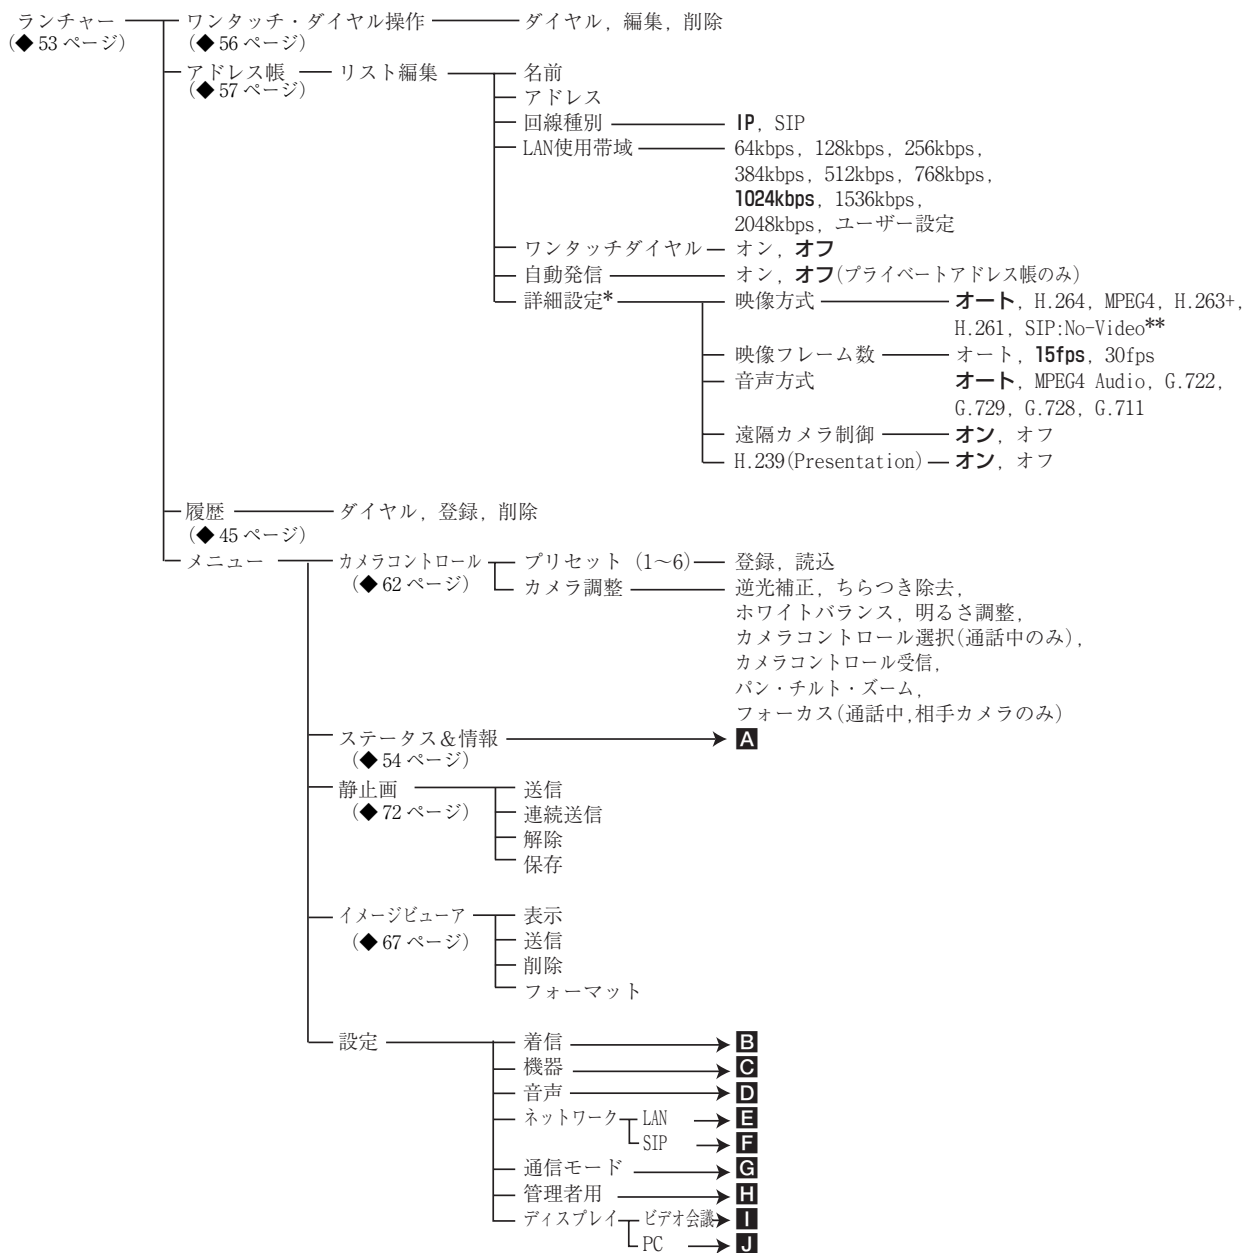 ランチャー ワンタッチ・ダイヤル操作 ダイヤル, 編集, 削除
(◆ 53 ページ) (◆ 56 ページ)
アドレス帳 リスト編集 名前
(◆ 57 ページ)
アドレス
回線種別 IP, SIP
LAN使用帯域 64kbps, 128kbps, 256kbps,
384kbps, 512kbps, 768kbps,
1024kbps, 1536kbps,
2048kbps, ユーザー設定
ワンタッチダイヤル オン, オフ
自動発信 オン, オフ(プライベートアドレス帳のみ)
詳細設定* 映像方式 オート, H.264, MPEG4, H.263+,
H.261, SIP:No-Video**
映像フレーム数 オート, 15fps, 30fps
音声方式 オート, MPEG4 Audio, G.722,
G.729, G.728, G.711
遠隔カメラ制御 オン, オフ
H.239(Presentation) オン, オフ
履歴 ダイヤル, 登録, 削除
(◆ 45 ページ)
メニュー カメラコントロール プリセット (1〜6) 登録, 読込
(◆ 62 ページ) カメラ調整 逆光補正, ちらつき除去,
ホワイトバランス, 明るさ調整,
カメラコントロール選択(通話中のみ),
カメラコントロール受信,
パン・チルト・ズーム,
フォーカス(通話中,相手カメラのみ)
ステータス&情報 A
(◆ 54 ページ)
静止画 送信
(◆ 72 ページ) 連続送信
解除
保存
イメージビューア 表示
(◆ 67 ページ) 送信
削除
フォーマット
設定 着信 B
機器 C
音声 D
ネットワーク LAN E
SIP F
通信モード G
管理者用 H
ディスプレイ ビデオ会議 I
PC J